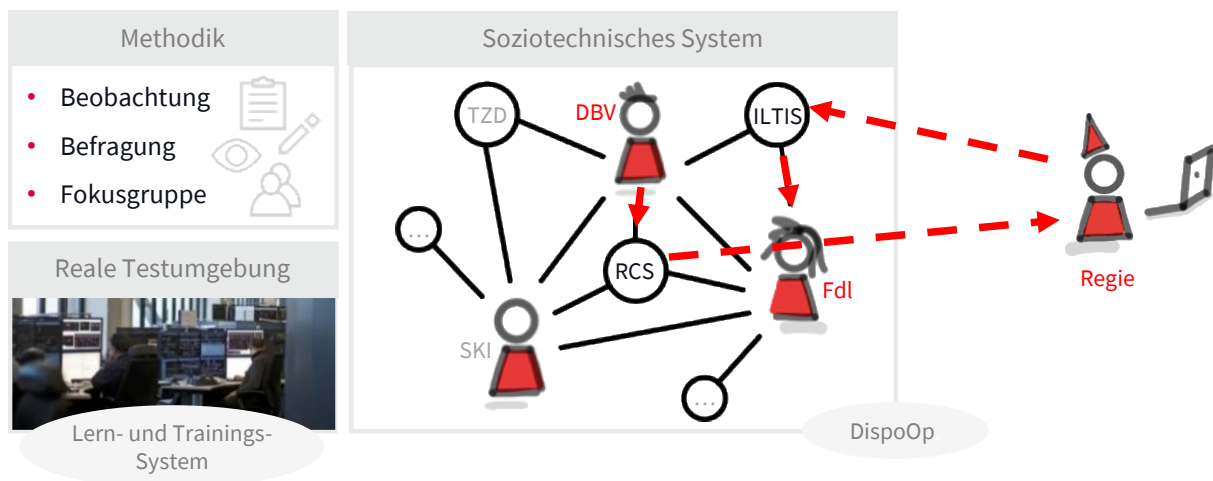 Methodik
• Beobachtung
• Befragung
• Fokusgruppe
Reale Testumgebung
Lern- und Trainings-
System
Soziotechnisches System
TZD
DBV
ILTIS
...
RCS
Fdl
SKI
...
DispoOp
Regie